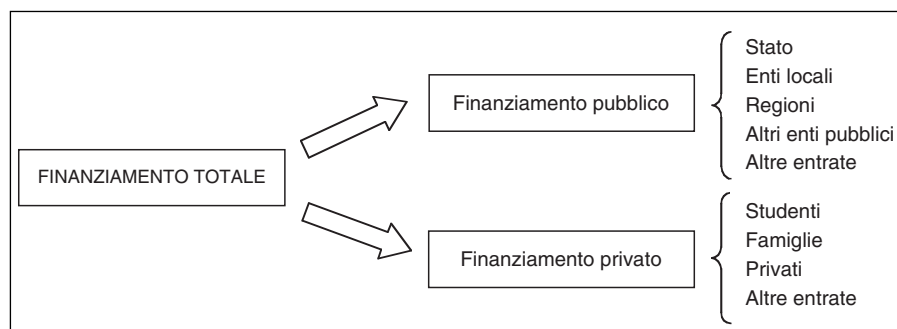 FINANZIAMENTO TOTALE
Finanziamento pubblico
Stato
Enti locali
Regioni
Altri enti pubblici
Altre entrate
Finanziamento privato
Studenti
Famiglie
Privati
Altre entrate